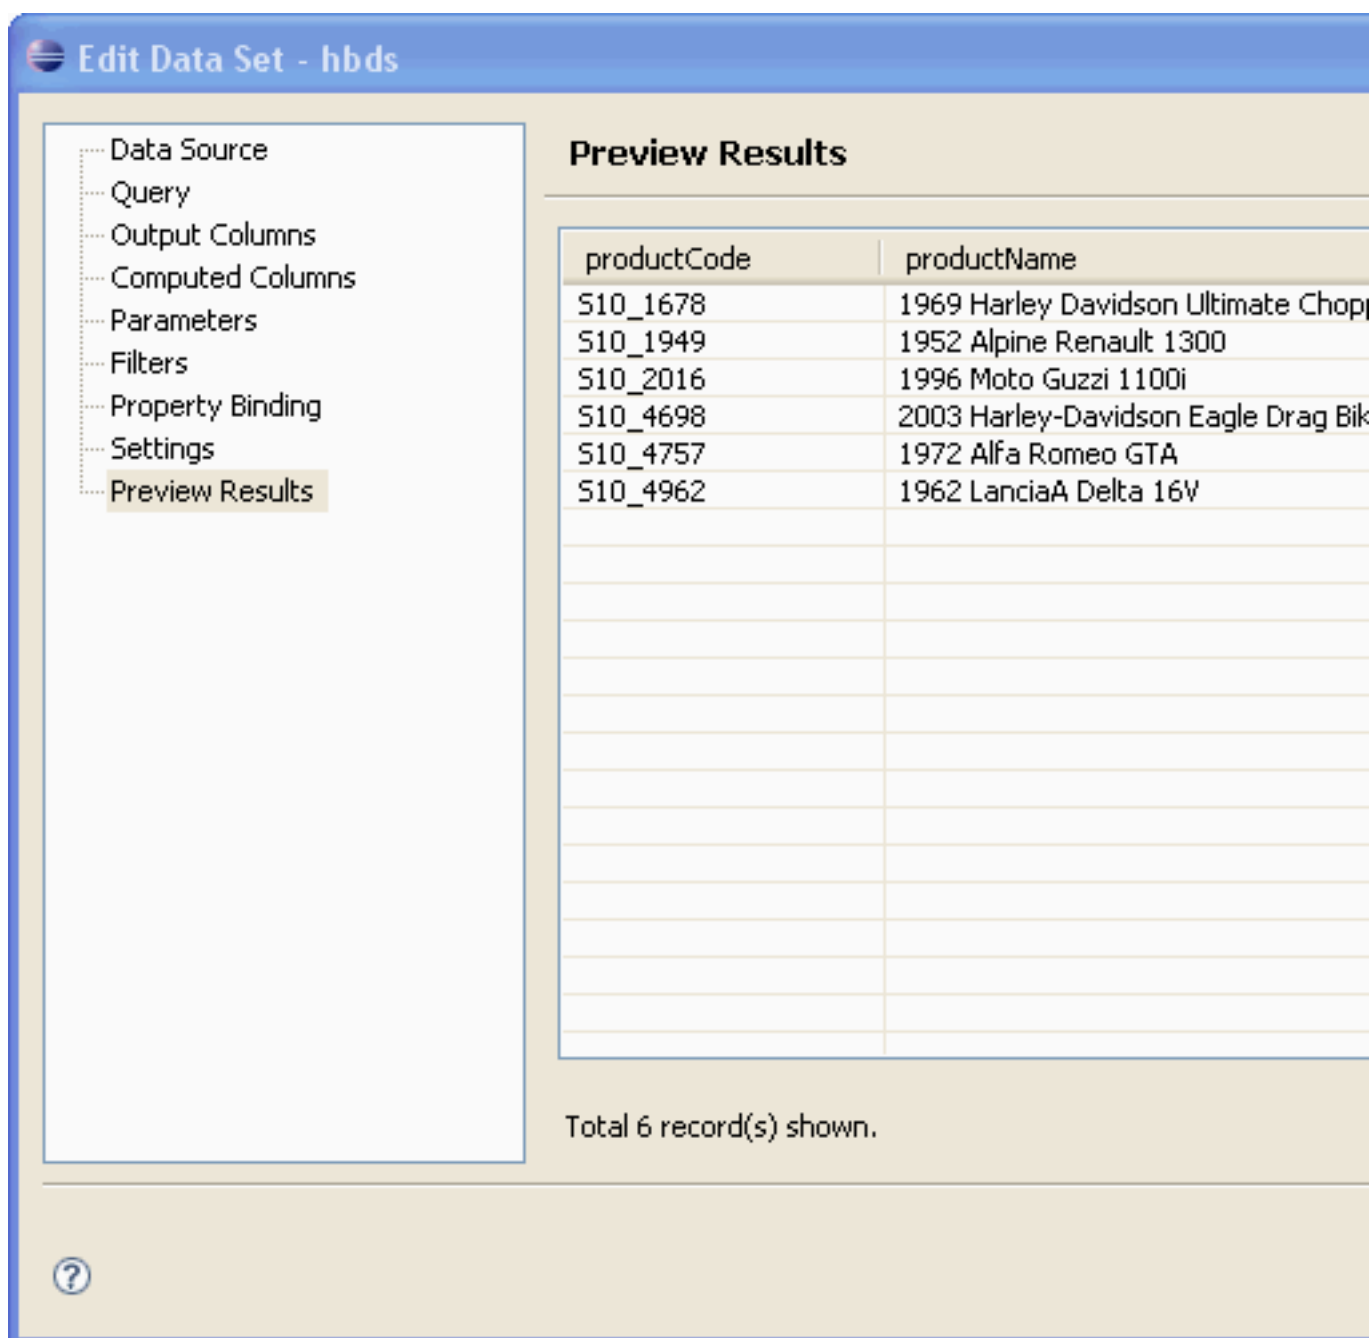 Edit Data Set - hbds
Data Source
Query
Output Columns
Computed Columns
Parameters
Filters
Property Binding
Settings
Preview Results
Preview Results
productCode productName
S10_1678 1969 Harley Davidson Ultimate
S10_1949 1952 Alpine Renault 1300
S10_2016 1996 Moto Guzzi 1100i
S10_4698 2003 Harley-Davidson Eagle Drag
S10_4757 1972 Alfa Romeo GTA
S10_4962 1962 LanciaA Delta 16V
Total 6 record(s) shown.
?